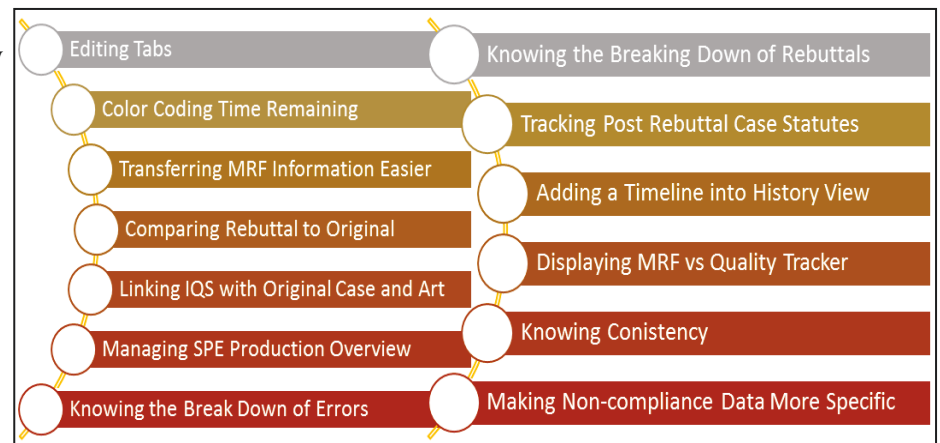 Editing Tabs
Color Coding Time Remaining
Transferring MRF Information Easier
Comparing Rebuttal to Original
Linking IQS with Original Case and Art
Managing SPE Production Overview
Knowing the Break Down of Errors
Knowing the Breaking Down of Rebuttals
Tracking Post Rebuttal Case Statutes
Adding a Timeline into History View
Displaying MRF vs Quality Tracker
Knowing Conistency
Making Non-compliance Data More Specific